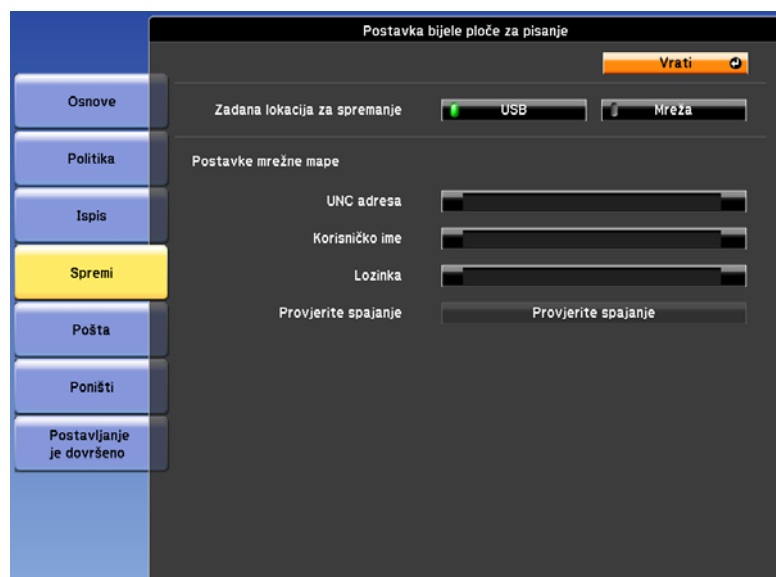 Postavka bijele ploče za pisanje
Vrati
Osnove
Zadana lokacija za spremanje
USB
Mreža
Politika
Postavke mrežne mape
UNC adresa
Ispis
Korisničko ime
Spremi
Lozinka
Provjerite spajanje
Provjerite spajanje
Pošta
Poništi
Postavljanje
je dovršeno